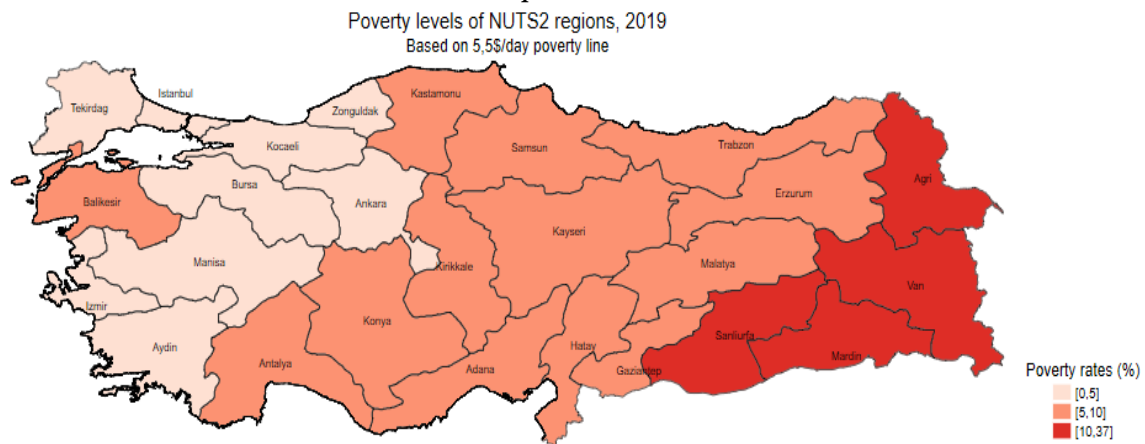 Poverty levels of NUTS2 regions, 2019
Based on 5,5$/day poverty line
Istanbul
Tekirdag
Zonguldak
Kastamonu
Kocaeli
Samsun
Trabzon
Bursa
Ankara
Erzurum
Agri
Balikesir
Kayseri
Manisa
Kirikkale
Malatya
Van
Izmir
Konya
Sanliurfa
Aydin
Hatay
Mardin
Antalya
Adana
Gaziantep
Poverty rates (%)
[0,5]
[5,10]
[10,37]